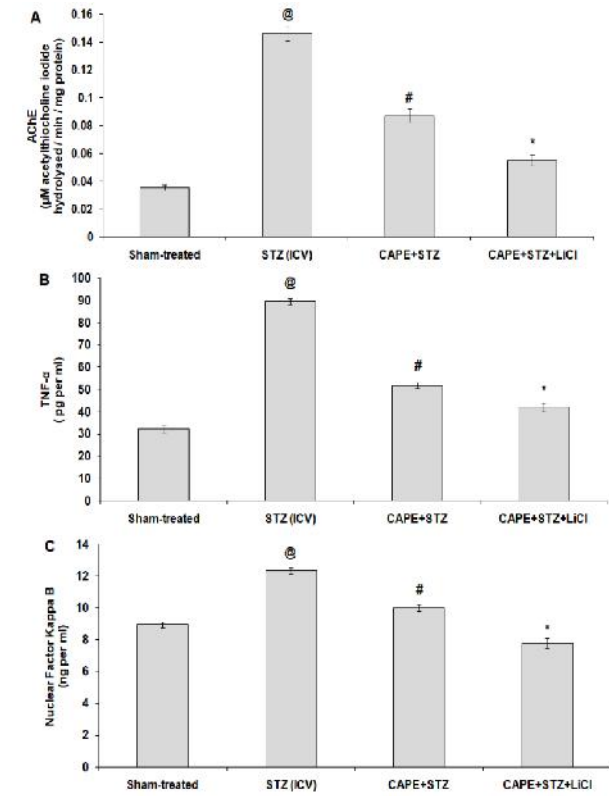 A
0.16
0.14
0.12
0.1
0.08
0.06
0.04
0.02
0
AChE
(µM acetylthiocholine iodide
hydrolysed / min / mg protein)
@
#
*
Sham-treated STZ (ICV) CAPE+STZ CAPE+STZ+LiCl
B
100
90
80
70
60
50
40
30
20
10
0
TNF-α
( pg per ml)
@
#
*
Sham-treated STZ (ICV) CAPE+STZ CAPE+STZ+LiCl
C
14
12
10
8
6
4
2
0
Nuclear Factor Kappa B
(ng per ml)
@
#
*
Sham-treated STZ (ICV) CAPE+STZ CAPE+STZ+LiCl